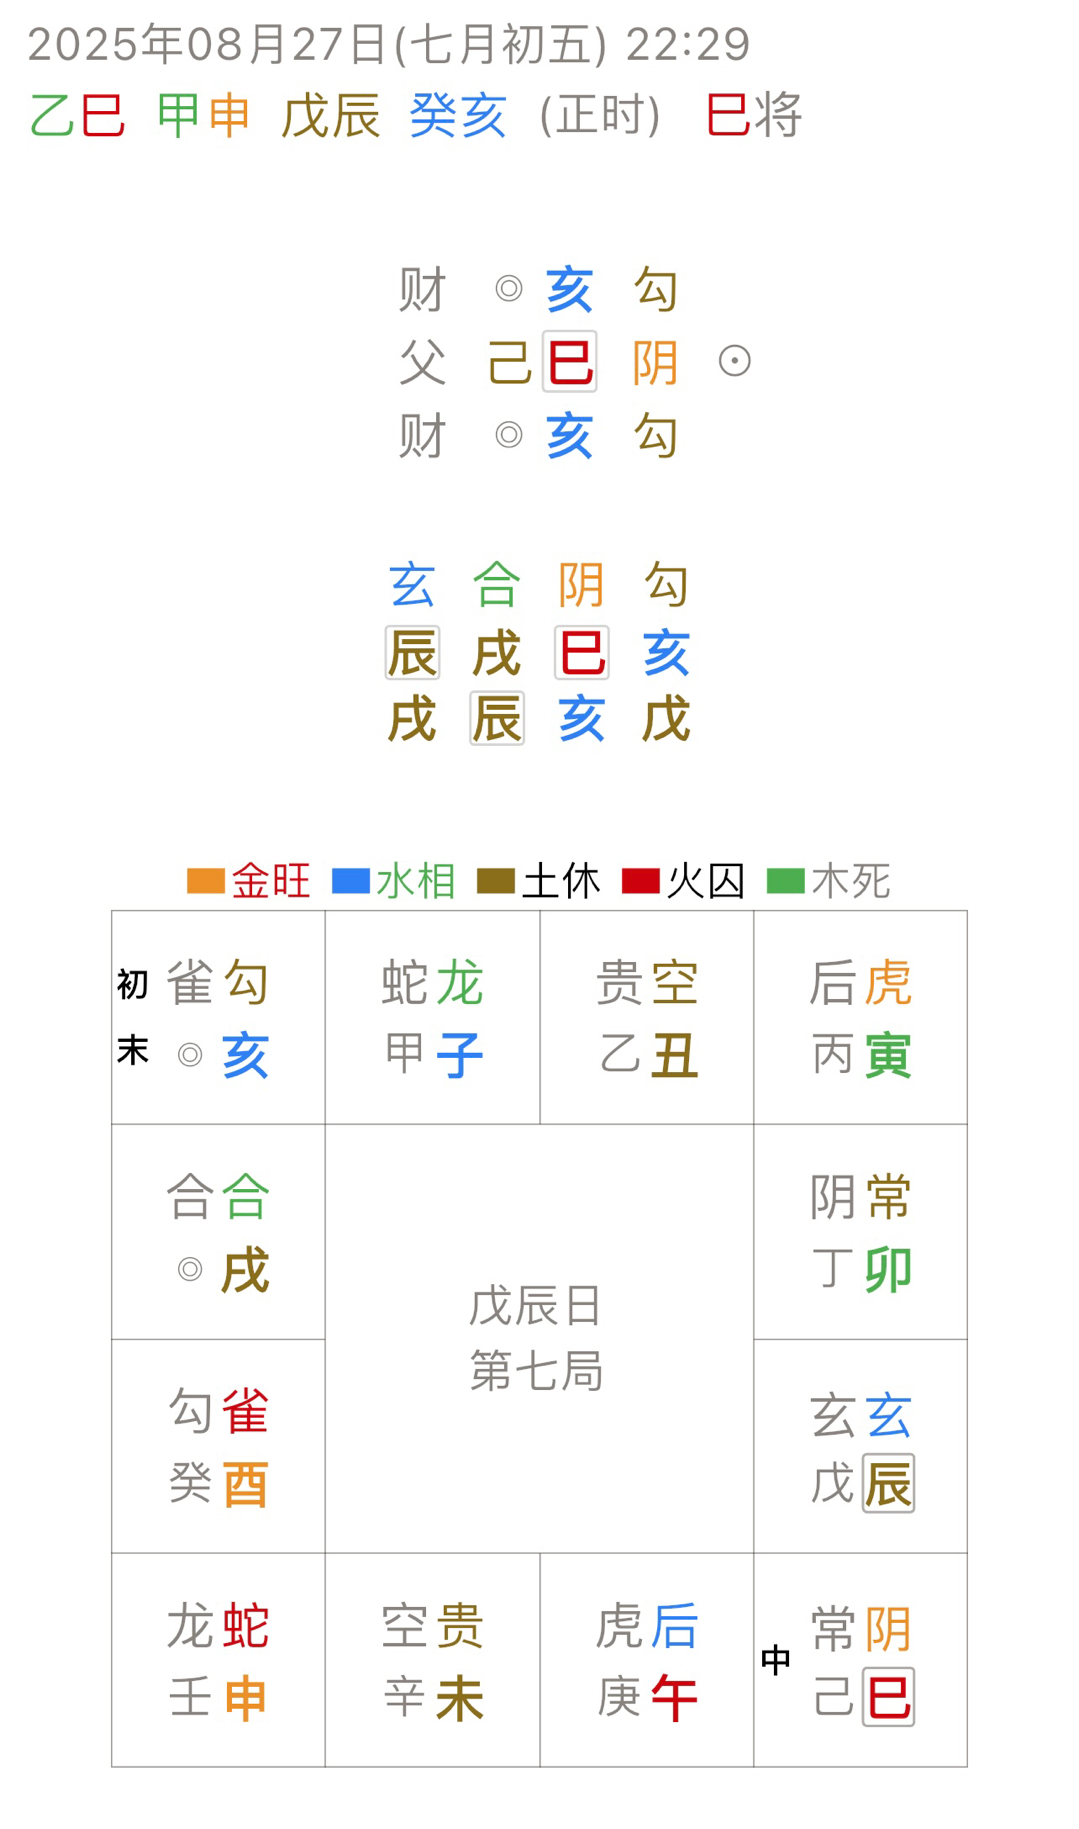 2025年08月27日(七月初五) 22:29
乙巳 甲申 戊辰 癸亥 (正时) 巳将
财 ◎ 亥 勾
父 己 巳 阴 ⊙
财 ◎ 亥 勾
玄 合 阴 勾
辰 戌 巳 亥
戌 辰 亥 戊
金旺 水相 土休 火囚 木死
初 雀勾 蛇龙 贵空 后虎
末 ◎亥 甲子 乙丑 丙寅
合合 阴常
◎戌 丁卯
戊辰日
第七局
勾雀 玄玄
癸酉 戊辰
龙蛇 空贵 虎后 中 常阴
壬申 辛未 庚午 己巳